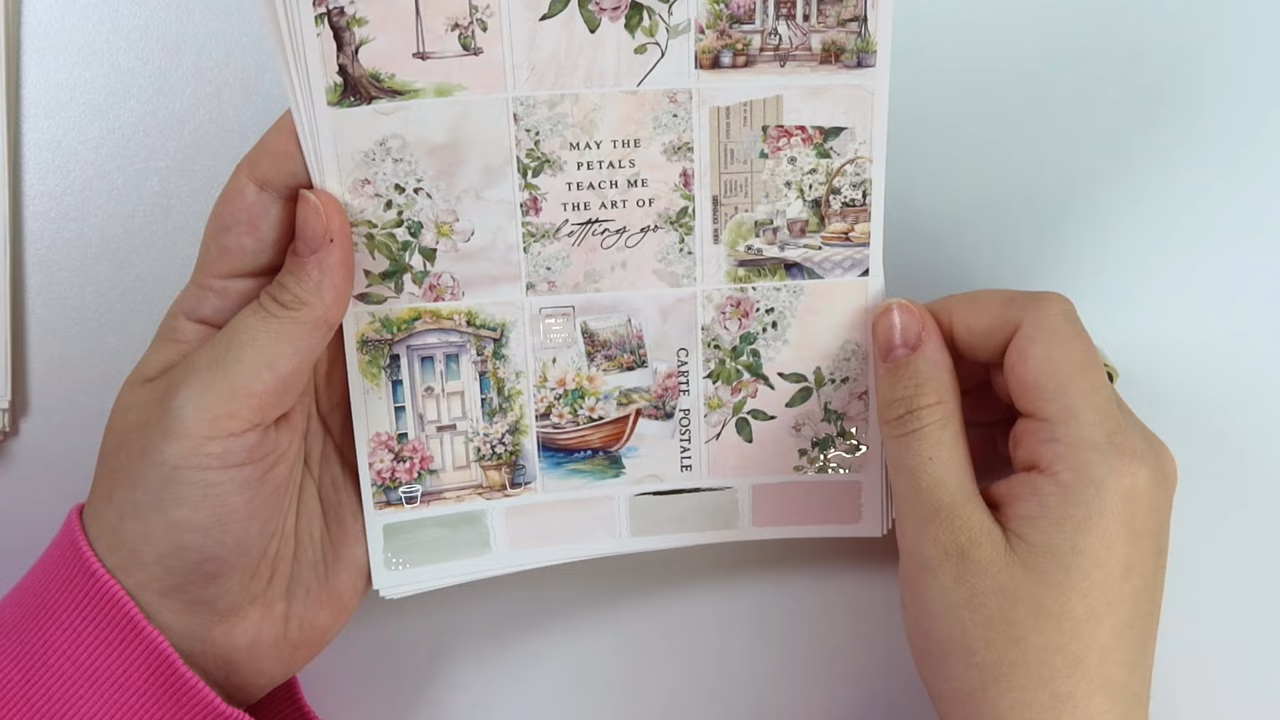 MAY THE
PETALS
TEACH ME
THE ART OF
letting go
CARTE POSTALE